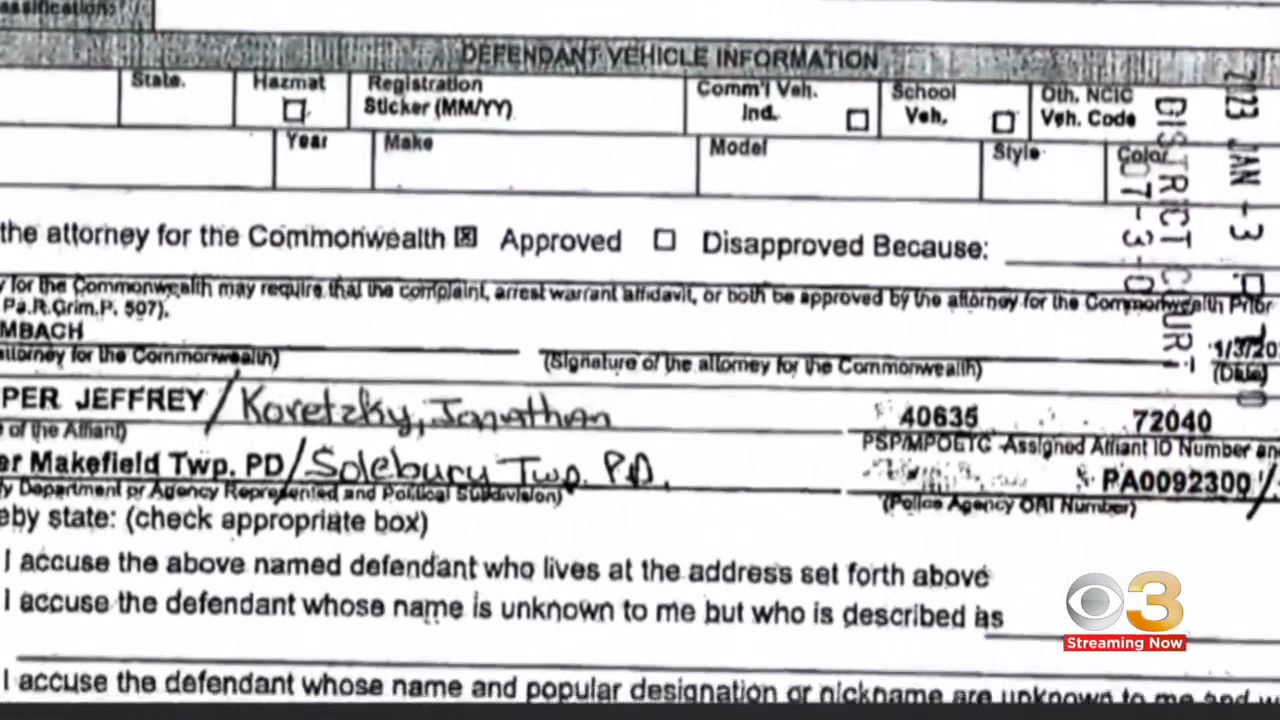 assifications
DEFENDANT VEHICLE INFORMATION
State. Hazmat Registration Sticker (MM/YY) Comm'l Veh. Ind. School Veh. Oth. NCIC Veh. Code
Year Make Model Style Color
the attorney for the Commonwealth ☒ Approved ☐ Disapproved Because:
y for the Commonwealth may require that the complaint, arrest warrant affidavit, or both be approved by the attorney for the Commonwealth Prior
Pa.R.Crim.P. 507).
MBACH
attorney for the Commonwealth) (Signature of the attorney for the Commonwealth) (Date)
1/3/20
PER JEFFREY / Koretzky, Jonathan 40635 72040
of the Affiant) PSP/MPOETC -Assigned Affiant ID Number an
er Makefield Twp. PD / Solebury Twp. PD. PA0092300 /
y Department or Agency Represented and Political Subdivision) (Police Agency ORI Number)
eby state: (check appropriate box)
I accuse the above named defendant who lives at the address set forth above
I accuse the defendant whose name is unknown to me but who is described as
I accuse the defendant whose name and popular designation or nickname are unknown to me and w
2023 JAN -3 P
DISTRICT COUR
07-3-0
3
Streaming Now